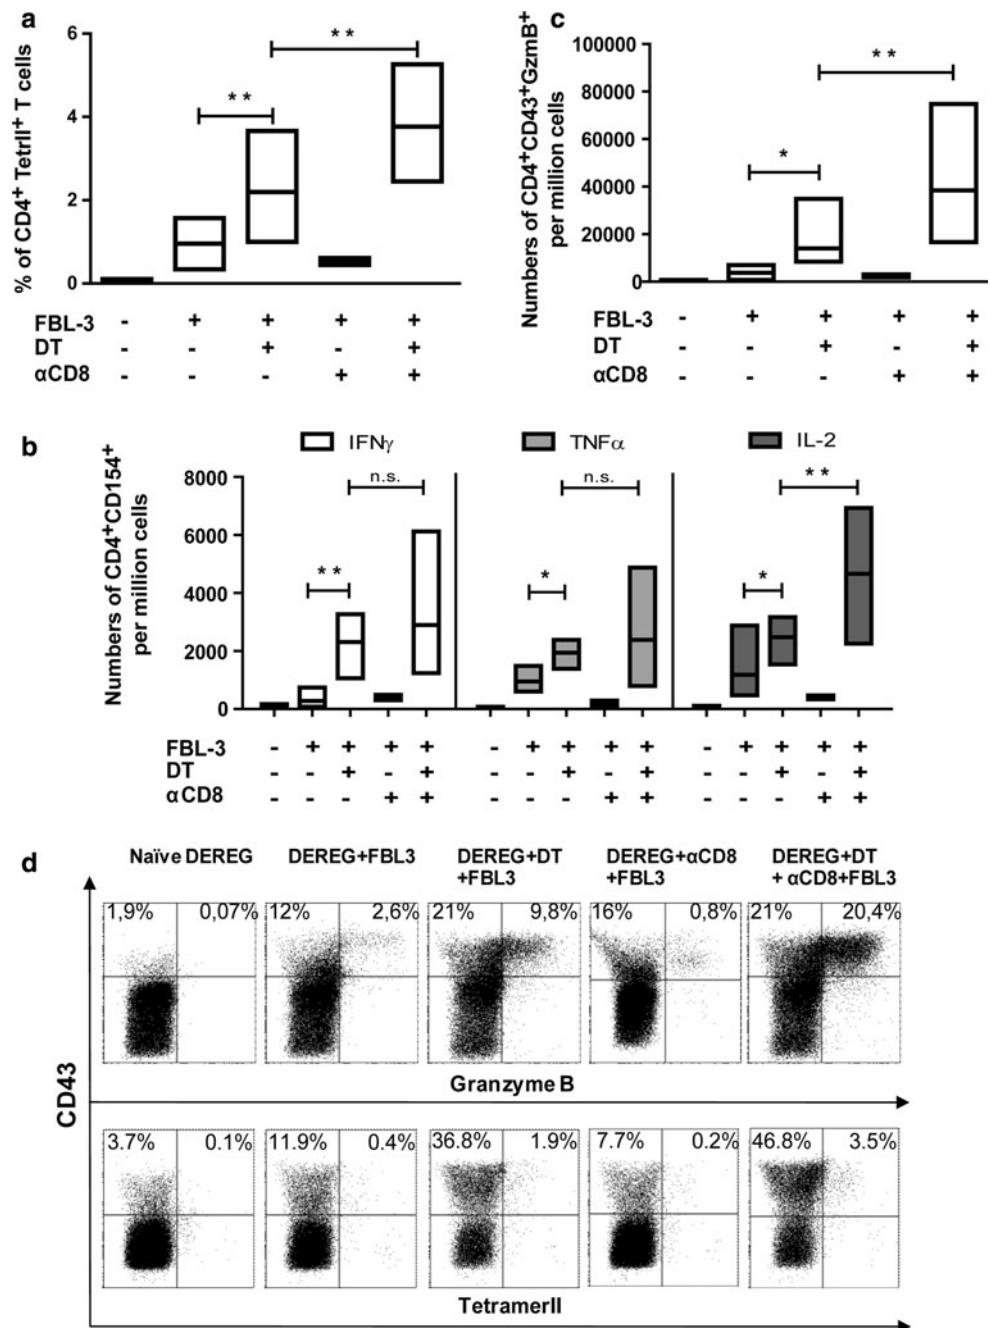 a
% of CD4+ TetrII+ T cells
6
4
2
0
* *
* *
FBL-3 - + + + +
DT - - + - +
αCD8 - - - + +
c
Numbers of CD4+CD43+GzmB+
per million cells
100000
80000
60000
40000
20000
0
*
* *
FBL-3 - + + + +
DT - - + - +
αCD8 - - - + +
b
IFNγ
TNFα
IL-2
Numbers of CD4+CD154+
per million cells
8000
6000
4000
2000
0
n.s.
* *
n.s.
*
* *
*
FBL-3 - + + + + - + + + + - + + + +
DT - - + - + - - + - + - - + - +
αCD8 - - - + + - - - + + - - - + +
d
Naïve DEREG
DEREG+FBL3
DEREG+DT
+FBL3
DEREG+αCD8
+FBL3
DEREG+DT
+ αCD8+FBL3
1,9% 0,07%
12% 2,6%
21% 9,8%
16% 0,8%
21% 20,4%
CD43
Granzyme B
3.7% 0.1%
11.9% 0.4%
36.8% 1.9%
7.7% 0.2%
46.8% 3.5%
TetramerII